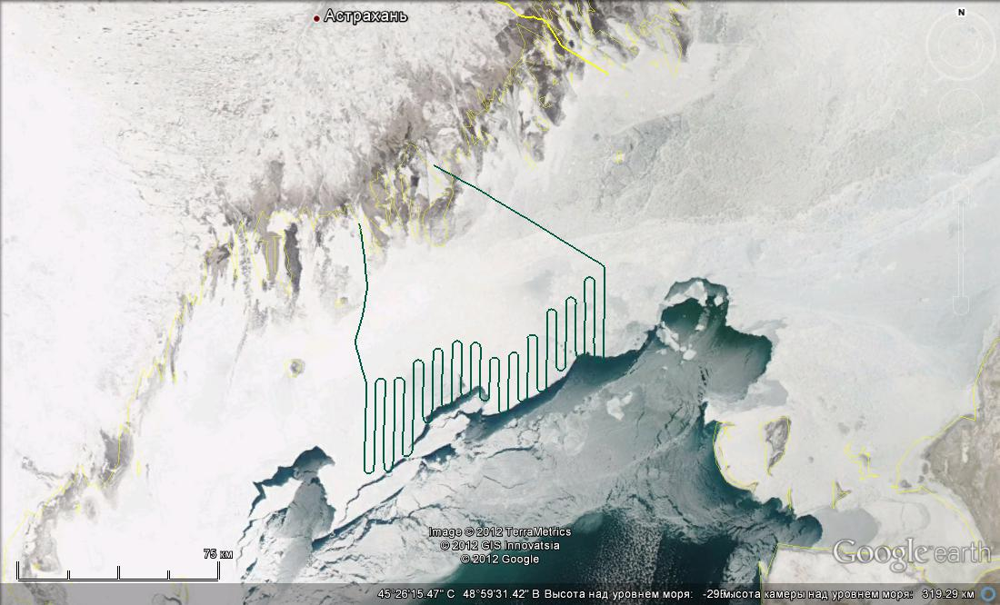 Астрахань
N
75 км
Image © 2012 TerraMetrics
© 2012 GIS Innovatsia
© 2012 Google
Google earth
45°26'15.47" С 48°59'31.42" В Высота над уровнем моря: -29 высота камеры над уровнем моря: 319.29 км